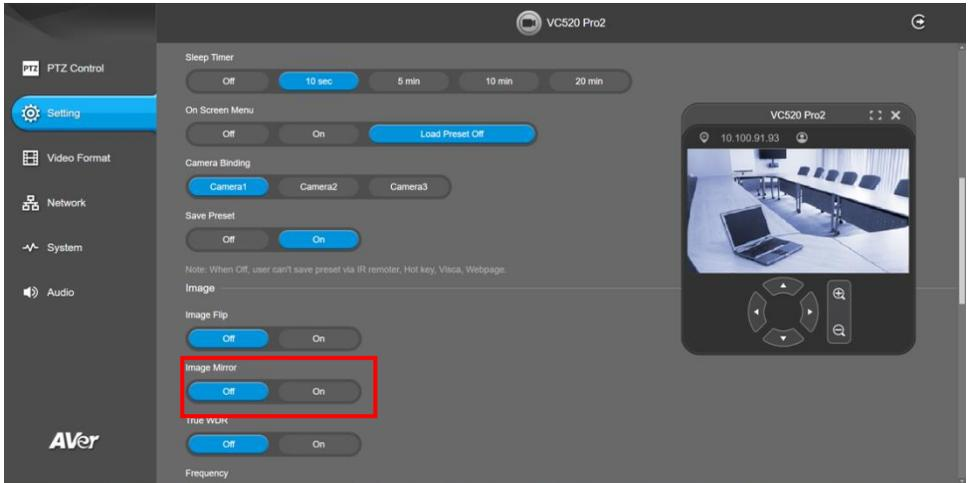 VC520 Pro2
PTZ PTZ Control
Setting
Video Format
Network
System
Audio
AVer
Sleep Timer
Off 10 sec 5 min 10 min 20 min
On Screen Menu
Off On Load Preset Off
Camera Binding
Camera1 Camera2 Camera3
Save Preset
Off On
Note: When Off, user can't save preset via IR remoter, Hot key, Visca, Webpage.
Image
Image Flip
Off On
Image Mirror
Off On
True WDR
Off On
Frequency
VC520 Pro2
10.100.91.93